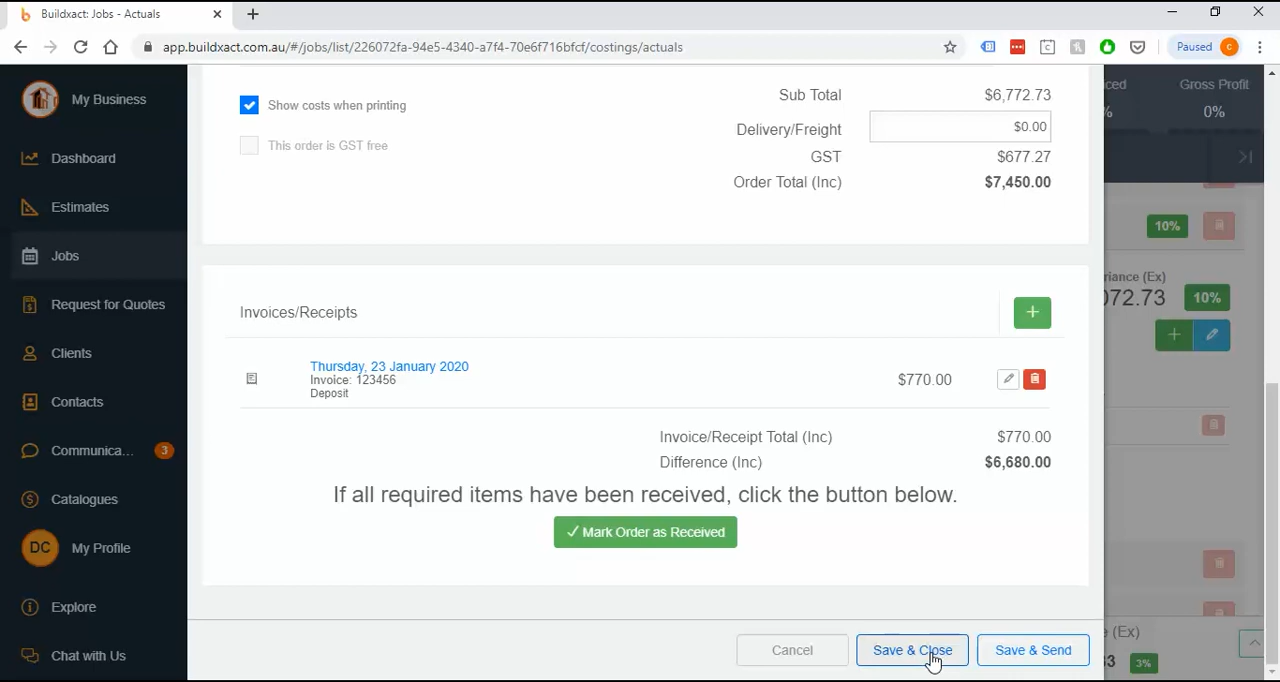 Buildxact: Jobs - Actuals
app.buildxact.com.au/#/jobs/list/226072fa-94e5-4340-a7f4-70e6f716bfcf/costings/actuals
Paused
C
My Business
Dashboard
Estimates
Jobs
Request for Quotes
Clients
Contacts
Communica... 3
Catalogues
DC My Profile
Explore
Chat with Us
Show costs when printing
This order is GST free
Sub Total $6,772.73
Delivery/Freight $0.00
GST $677.27
Order Total (Inc) $7,450.00
Invoices/Receipts
Thursday, 23 January 2020
Invoice: 123456
Deposit
$770.00
Invoice/Receipt Total (Inc) $770.00
Difference (Inc) $6,680.00
If all required items have been received, click the button below.
Mark Order as Received
Cancel Save & Close Save & Send
Gross Profit
0%
10%
(Ex)
072.73 10%
(Ex)
3%